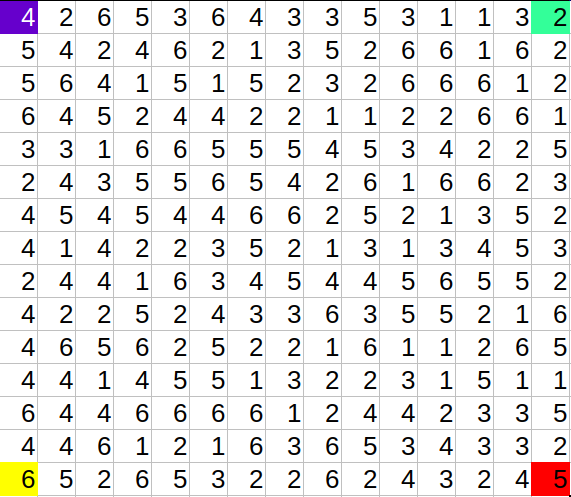 4 2 6 5 3 6 4 3 3 5 3 1 1 3 2
5 4 2 4 6 2 1 3 5 2 6 6 1 6 2
5 6 4 1 5 1 5 2 3 2 6 6 6 1 2
6 4 5 2 4 4 2 2 1 1 2 2 6 6 1
3 3 1 6 6 5 5 5 4 5 3 4 2 2 5
2 4 3 5 5 6 5 4 2 6 1 6 6 2 3
4 5 4 5 4 4 6 6 2 5 2 1 3 5 2
4 1 4 2 2 3 5 2 1 3 1 3 4 5 3
2 4 4 1 6 3 4 5 4 4 5 6 5 5 2
4 2 2 5 2 4 3 3 6 3 5 5 2 1 6
4 6 5 6 2 5 2 2 1 6 1 1 2 6 5
4 4 1 4 5 5 1 3 2 2 3 1 5 1 1
6 4 4 6 6 6 6 1 2 4 4 2 3 3 5
4 4 6 1 2 1 6 3 6 5 3 4 3 3 2
6 5 2 6 5 3 2 2 6 2 4 3 2 4 5